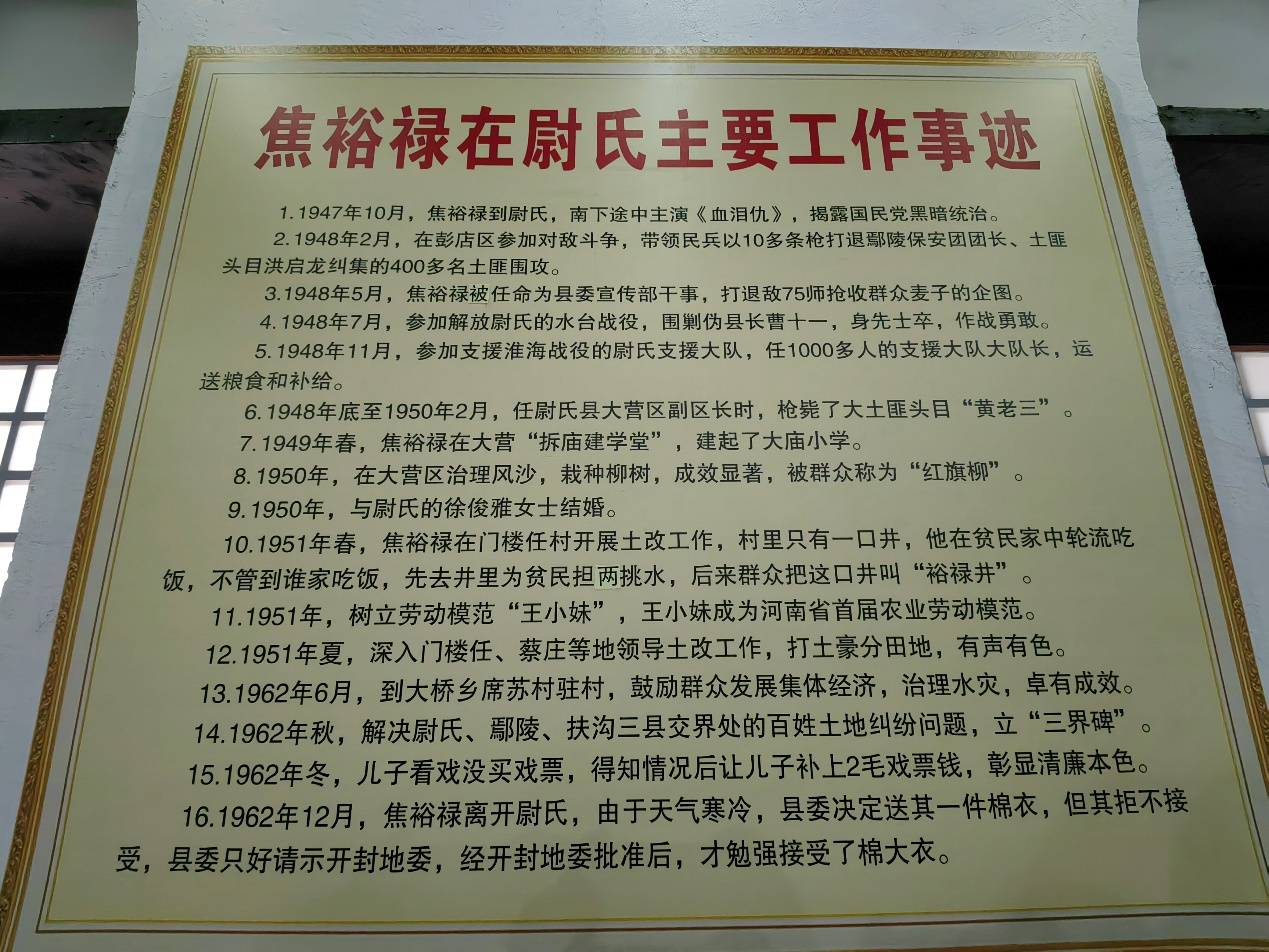 焦裕禄在尉氏主要工作事迹
1.1947年10月，焦裕禄到尉氏，南下途中主演《血泪仇》，揭露国民党黑暗统治。
2.1948年2月，在彭店区参加对敌斗争，带领民兵以10多条枪打退鄢陵保安团团长、土匪
头目洪启龙纠集的400多名土匪围攻。
3.1948年5月，焦裕禄被任命为县委宣传部干事，打退敌75师抢收群众麦子的企图。
4.1948年7月，参加解放尉氏的水台战役，围剿伪县长曹十一，身先士卒，作战勇敢。
5.1948年11月，参加支援淮海战役的尉氏支援大队，任1000多人的支援大队大队长，运
送粮食和补给。
6.1948年底至1950年2月，任尉氏县大营区副区长时，枪毙了大土匪头目“黄老三”。
7.1949年春，焦裕禄在大营“拆庙建学堂”，建起了大庙小学。
8.1950年，在大营区治理风沙，栽种柳树，成效显著，被群众称为“红旗柳”。
9.1950年，与尉氏的徐俊雅女士结婚。
10.1951年春，焦裕禄在门楼任村开展土改工作，村里只有一口井，他在贫民家中轮流吃
饭，不管到谁家吃饭，先去井里为贫民担两挑水，后来群众把这口井叫“裕禄井”。
11.1951年，树立劳动模范“王小妹”，王小妹成为河南省首届农业劳动模范。
12.1951年夏，深入门楼任、蔡庄等地领导土改工作，打土豪分田地，有声有色。
13.1962年6月，到大桥乡席苏村驻村，鼓励群众发展集体经济，治理水灾，卓有成效。
14.1962年秋，解决尉氏、鄢陵、扶沟三县交界处的百姓土地纠纷问题，立“三界碑”。
15.1962年冬，儿子看戏没买戏票，得知情况后让儿子补上2毛戏票钱，彰显清廉本色。
16.1962年12月，焦裕禄离开尉氏，由于天气寒冷，县委决定送其一件棉衣，但其拒不接
受，县委只好请示开封地委，经开封地委批准后，才勉强接受了棉大衣。